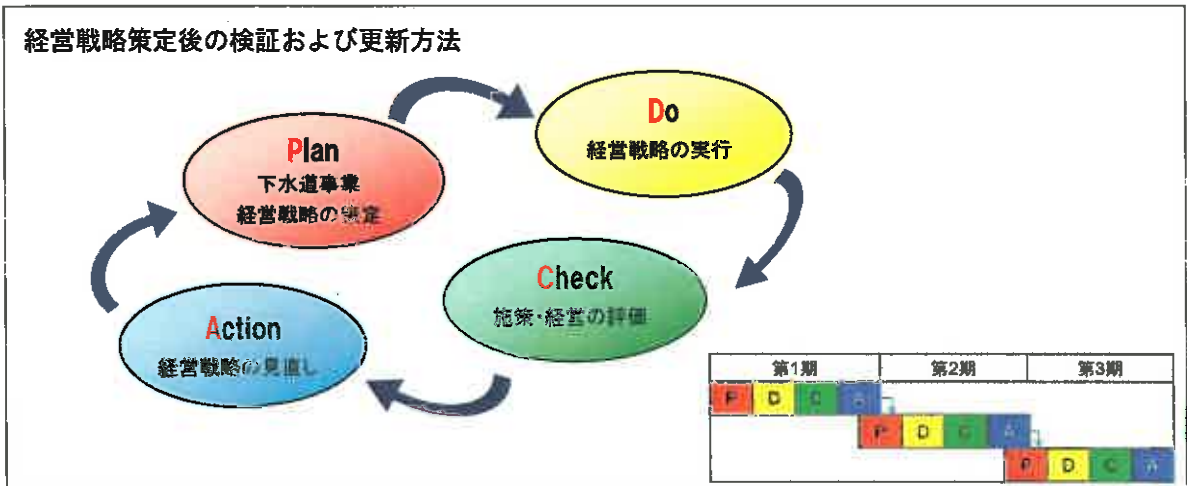 経営戦略策定後の検証および更新方法
Plan
下水道事業
経営戦略の策定
Do
経営戦略の実行
Check
施策・経営の評価
Action
経営戦略の見直し
第1期 第2期 第3期
P D C A
P D C A
P D C A